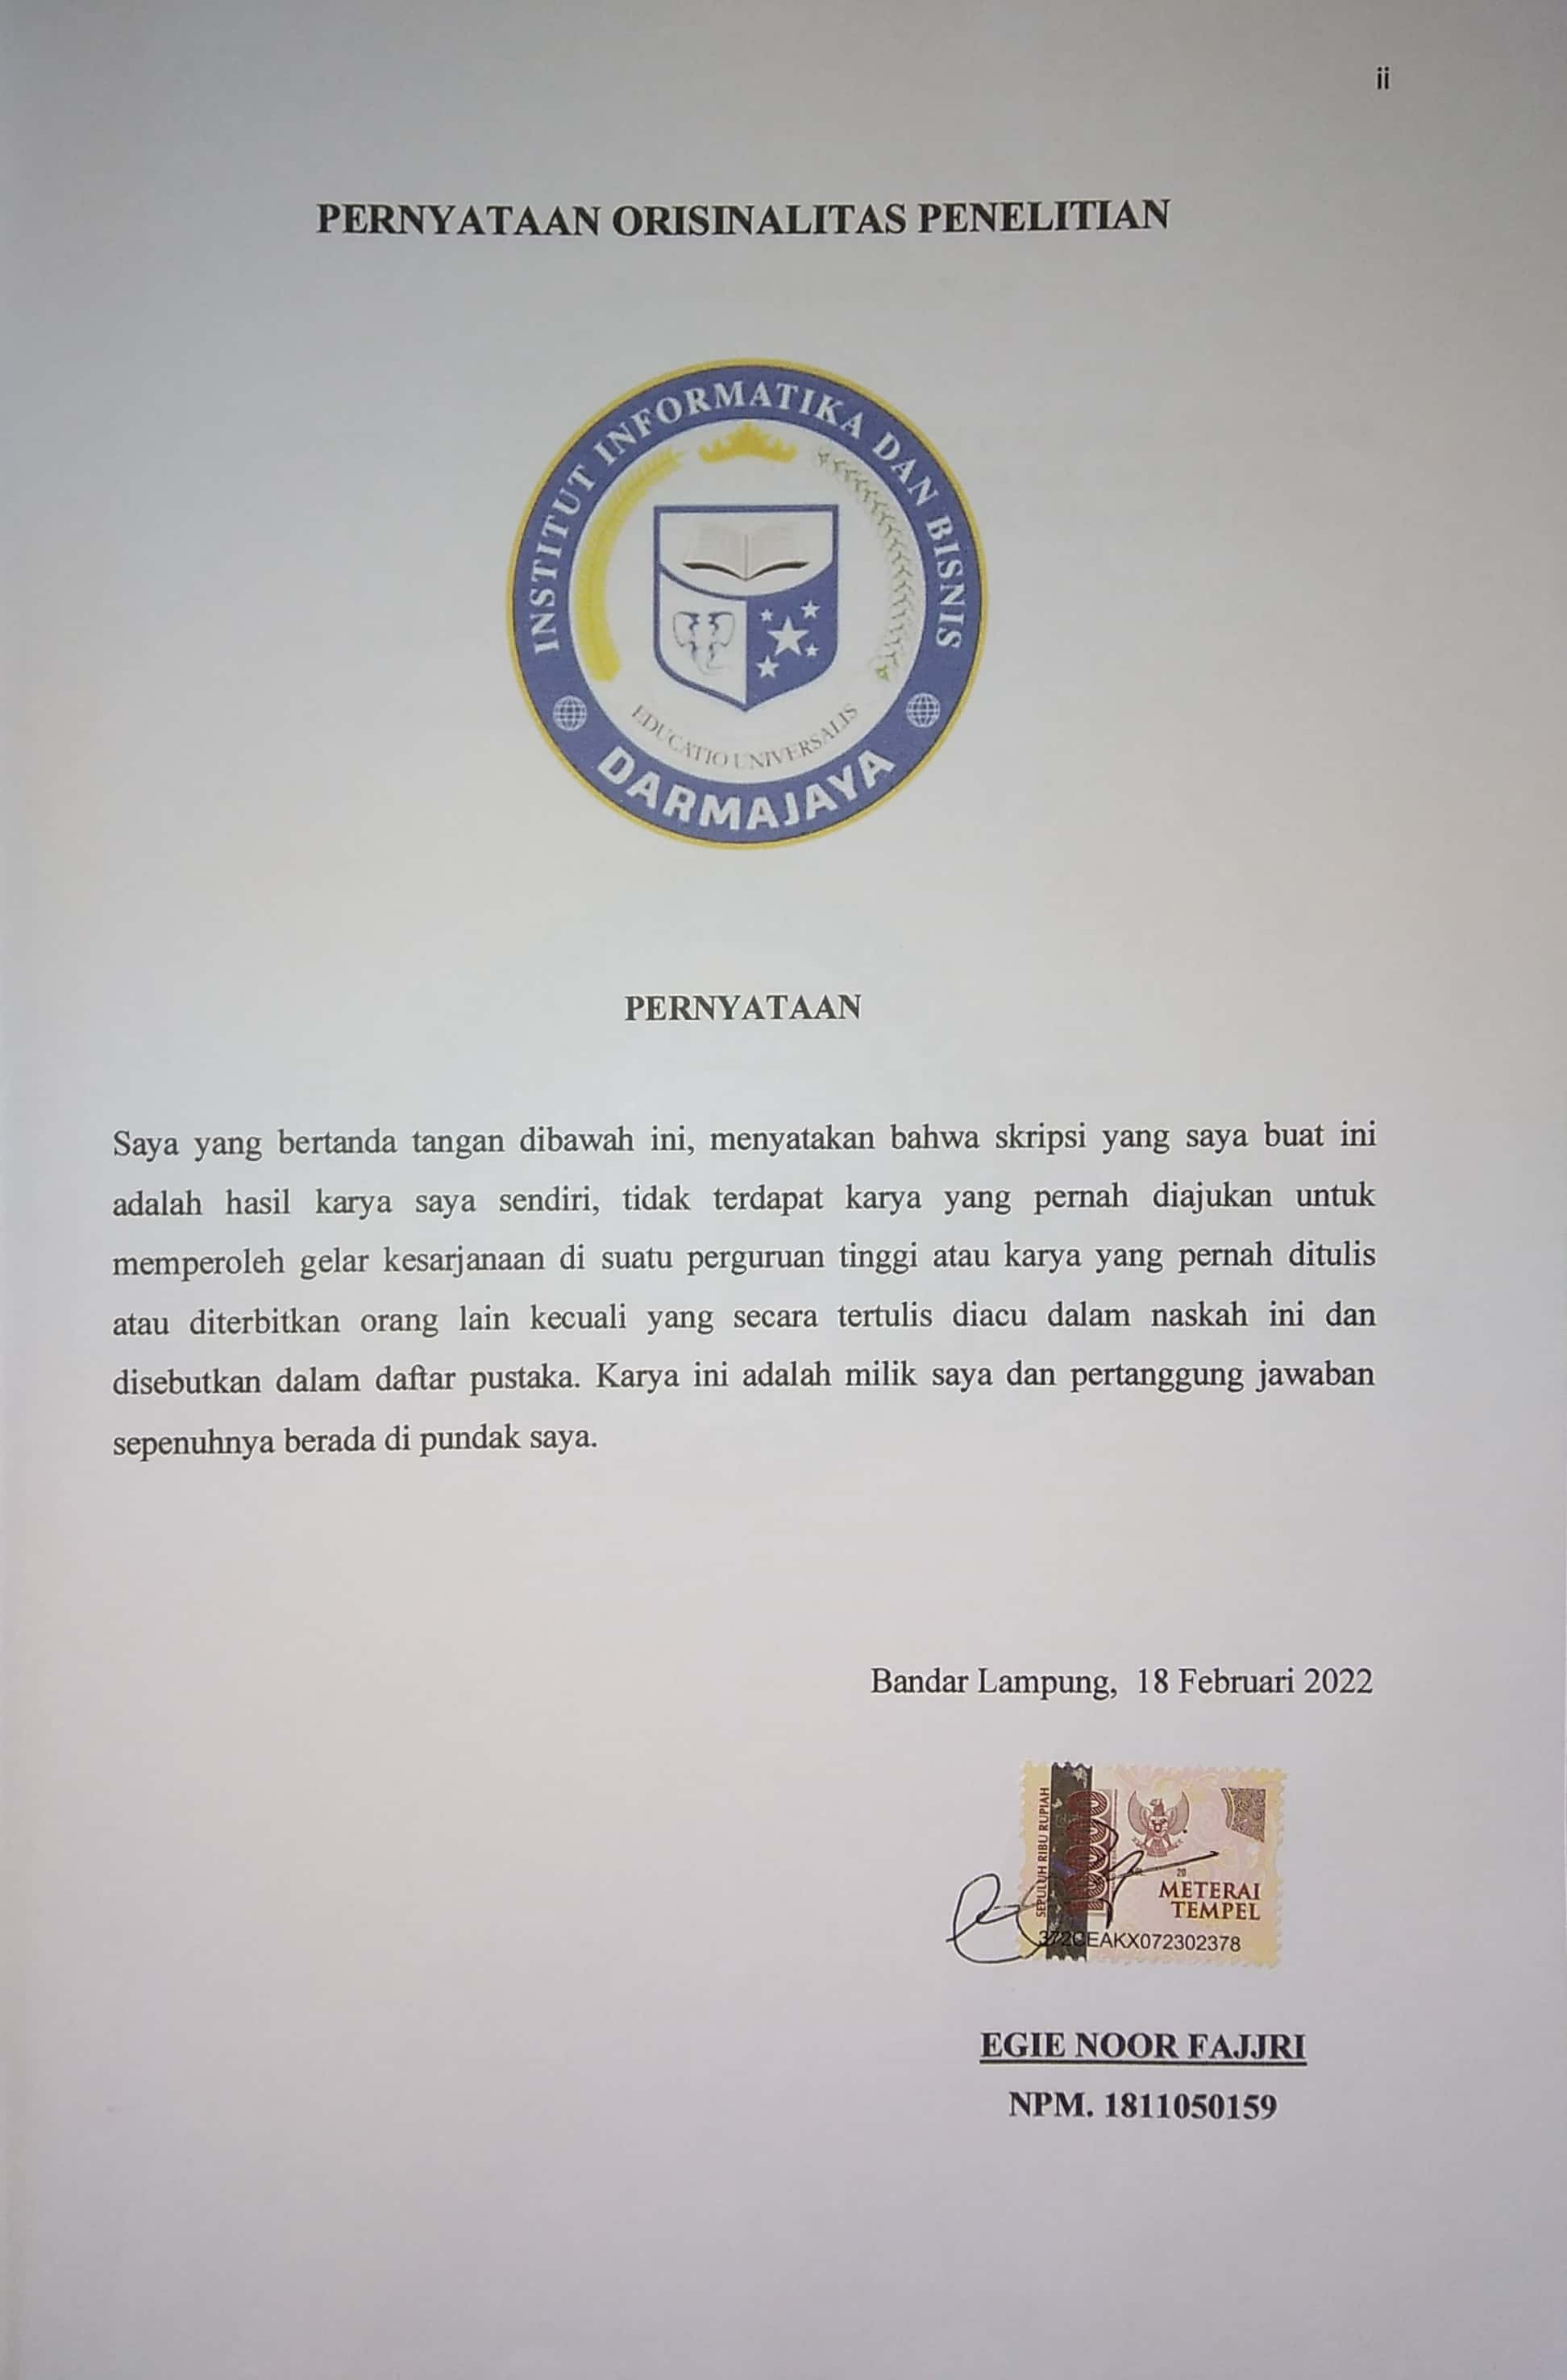 ii
PERNYATAAN ORISINALITAS PENELITIAN
INSTITUT INFORMATIKA DAN BISNIS
EDUCATIO UNIVERSALIS
DARMAJAYA
PERNYATAAN
Saya yang bertanda tangan dibawah ini, menyatakan bahwa skripsi yang saya buat ini
adalah hasil karya saya sendiri, tidak terdapat karya yang pernah diajukan untuk
memperoleh gelar kesarjanaan di suatu perguruan tinggi atau karya yang pernah ditulis
atau diterbitkan orang lain kecuali yang secara tertulis diacu dalam naskah ini dan
disebutkan dalam daftar pustaka. Karya ini adalah milik saya dan pertanggung jawaban
sepenuhnya berada di pundak saya.
Bandar Lampung, 18 Februari 2022
SEPULUH RIBU RUPIAH
10000
20
METERAI
TEMPEL
EAKX072302378
EGIE NOOR FAJJRI
NPM. 1811050159